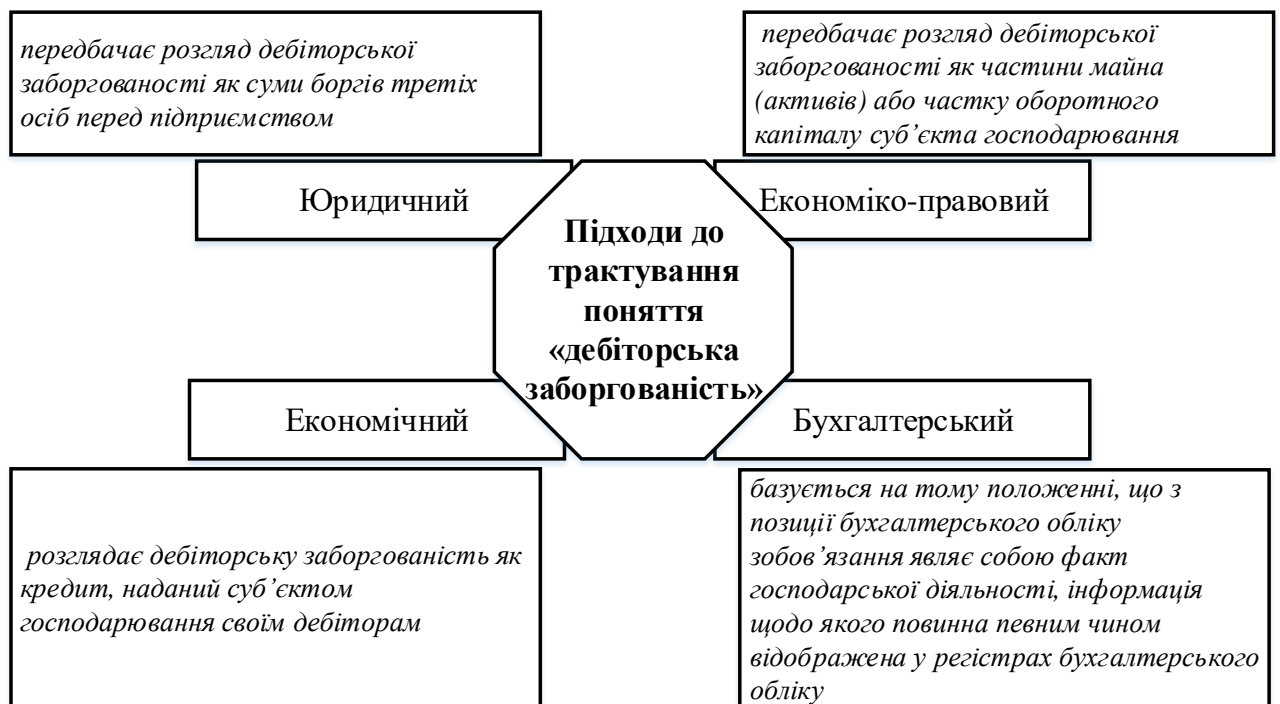 передбачає розгляд дебіторської
заборгованості як суми боргів третіх
осіб перед підприємством
передбачає розгляд дебіторської
заборгованості як частини майна
(активів) або частку оборотного
капіталу суб’єкта господарювання
Юридичний
Економіко-правовий
Підходи до
трактування
поняття
«дебіторська
заборгованість»
Економічний
Бухгалтерський
розглядає дебіторську заборгованість як
кредит, наданий суб’єктом
господарювання своїм дебіторам
базується на тому положенні, що з
позиції бухгалтерського обліку
зобов’язання являє собою факт
господарської діяльності, інформація
щодо якого повинна певним чином
відображена у регістрах бухгалтерського
обліку